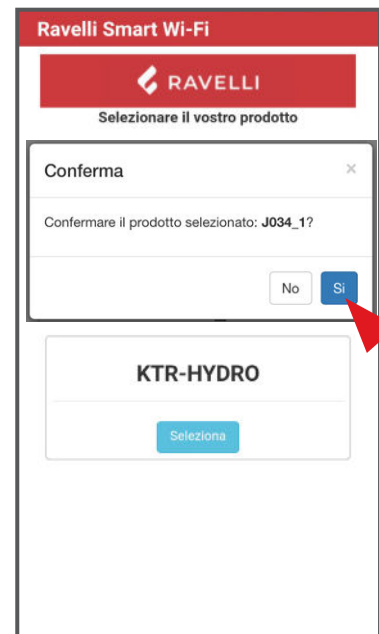 Ravelli Smart Wi-Fi
RAVELLI
Selezionare il vostro prodotto
Conferma ×
Confermare il prodotto selezionato: J034_1?
No Si
KTR-HYDRO
Seleziona